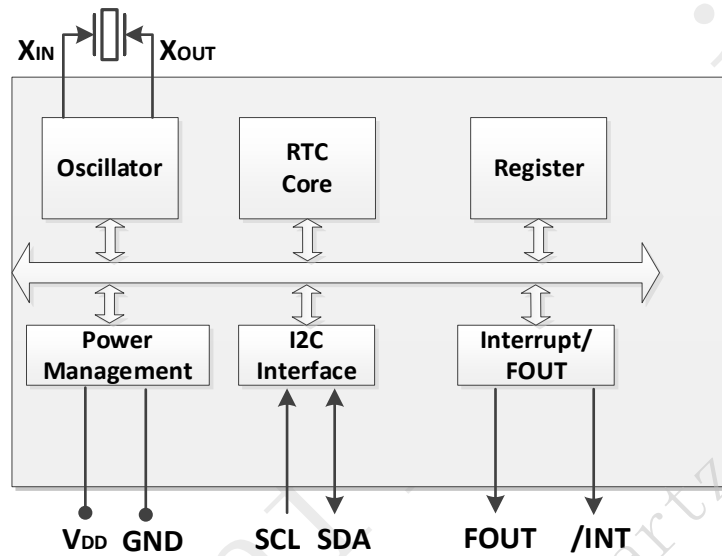 XIN XOUT
Oscillator
RTC
Core
Register
Power
Management
I2C
Interface
Interrupt/
FOUT
VDD GND SCL SDA FOUT /INT